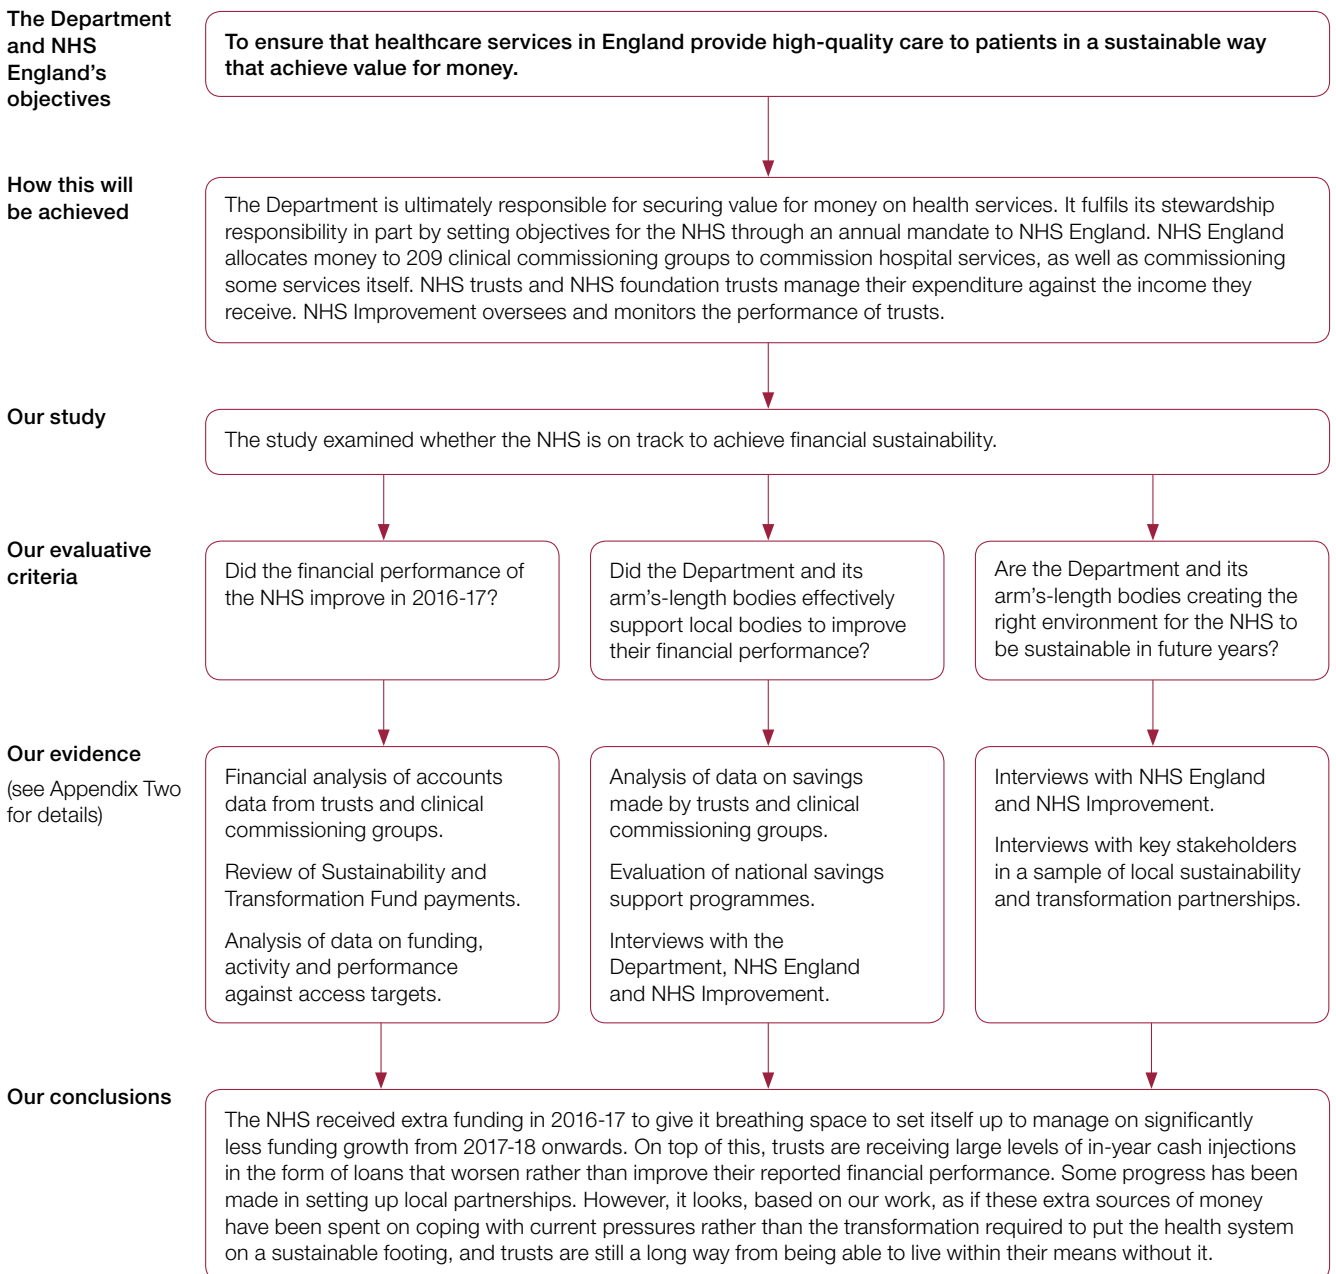 The Department
and NHS
England’s
objectives
To ensure that healthcare services in England provide high-quality care to patients in a sustainable way
that achieve value for money.
How this will
be achieved
The Department is ultimately responsible for securing value for money on health services. It fulfils its stewardship
responsibility in part by setting objectives for the NHS through an annual mandate to NHS England. NHS England
allocates money to 209 clinical commissioning groups to commission hospital services, as well as commissioning
some services itself. NHS trusts and NHS foundation trusts manage their expenditure against the income they
receive. NHS Improvement oversees and monitors the performance of trusts.
Our study
The study examined whether the NHS is on track to achieve financial sustainability.
Our evaluative
criteria
Did the financial performance of
the NHS improve in 2016-17?
Did the Department and its
arm’s-length bodies effectively
support local bodies to improve
their financial performance?
Are the Department and its
arm’s-length bodies creating the
right environment for the NHS to
be sustainable in future years?
Our evidence
(see Appendix Two
for details)
Financial analysis of accounts
data from trusts and clinical
commissioning groups.
Review of Sustainability and
Transformation Fund payments.
Analysis of data on funding,
activity and performance
against access targets.
Analysis of data on savings
made by trusts and clinical
commissioning groups.
Evaluation of national savings
support programmes.
Interviews with the
Department, NHS England
and NHS Improvement.
Interviews with NHS England
and NHS Improvement.
Interviews with key stakeholders
in a sample of local sustainability
and transformation partnerships.
Our conclusions
The NHS received extra funding in 2016-17 to give it breathing space to set itself up to manage on significantly
less funding growth from 2017-18 onwards. On top of this, trusts are receiving large levels of in-year cash injections
in the form of loans that worsen rather than improve their reported financial performance. Some progress has been
made in setting up local partnerships. However, it looks, based on our work, as if these extra sources of money
have been spent on coping with current pressures rather than the transformation required to put the health system
on a sustainable footing, and trusts are still a long way from being able to live within their means without it.